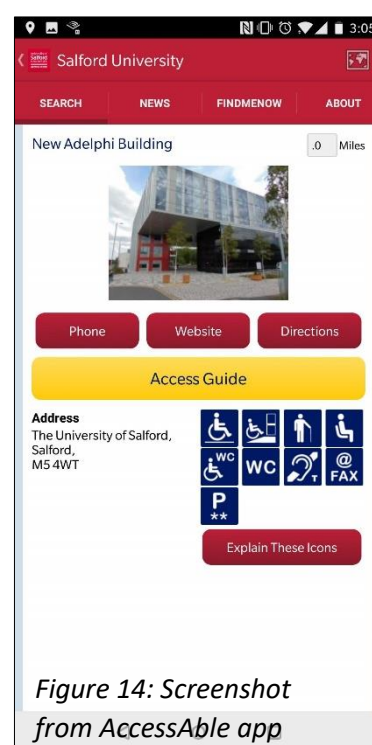 3:05
Salford University
SEARCH NEWS FINDMENOW ABOUT
New Adelphi Building .0 Miles
Phone Website Directions
Access Guide
Address
The University of Salford,
Salford,
M5 4WT
WC WC T @ FAX
P
**
Explain These Icons
Figure 14: Screenshot
from AccessAble app